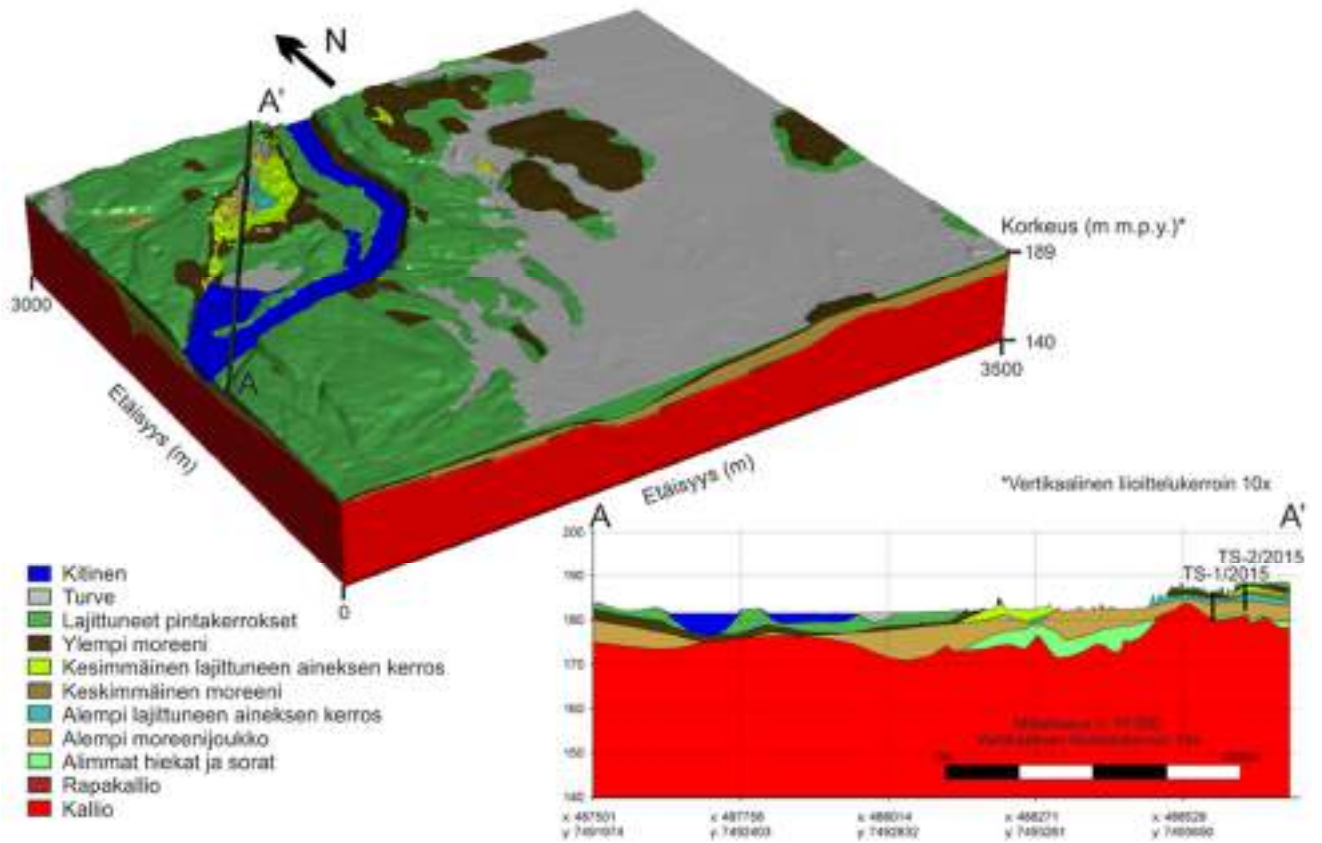 N
A'
Korkeus (m m.p.y.)*
189
140
3500
3000
A
Etäisyys (m)
Etäisyys (m)
0
*Vertikaalinen liioittelukerroin 10x
A
A'
TS-2/2015
TS-1/2015
200
190
180
170
160
150
140
Kitinen
Turve
Lajittuneet pintakerrokset
Ylempi moreeni
Kesimmäinen lajittuneen aineksen kerros
Keskimmäinen moreeni
Alempi lajittuneen aineksen kerros
Alempi moreenijoukko
Alimmat hiekat ja sorat
Rapakallio
Kallio